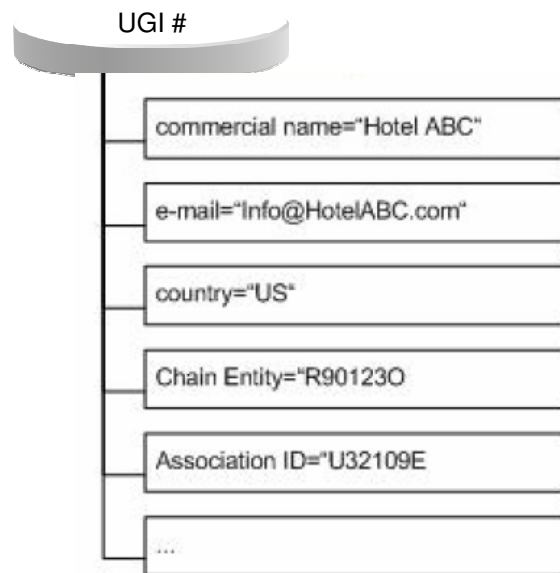 UGI #
commercial name="Hotel ABC"
e-mail="Info@HotelABC.com"
country="US"
Chain Entity="R90123O
Association ID="U32109E
...